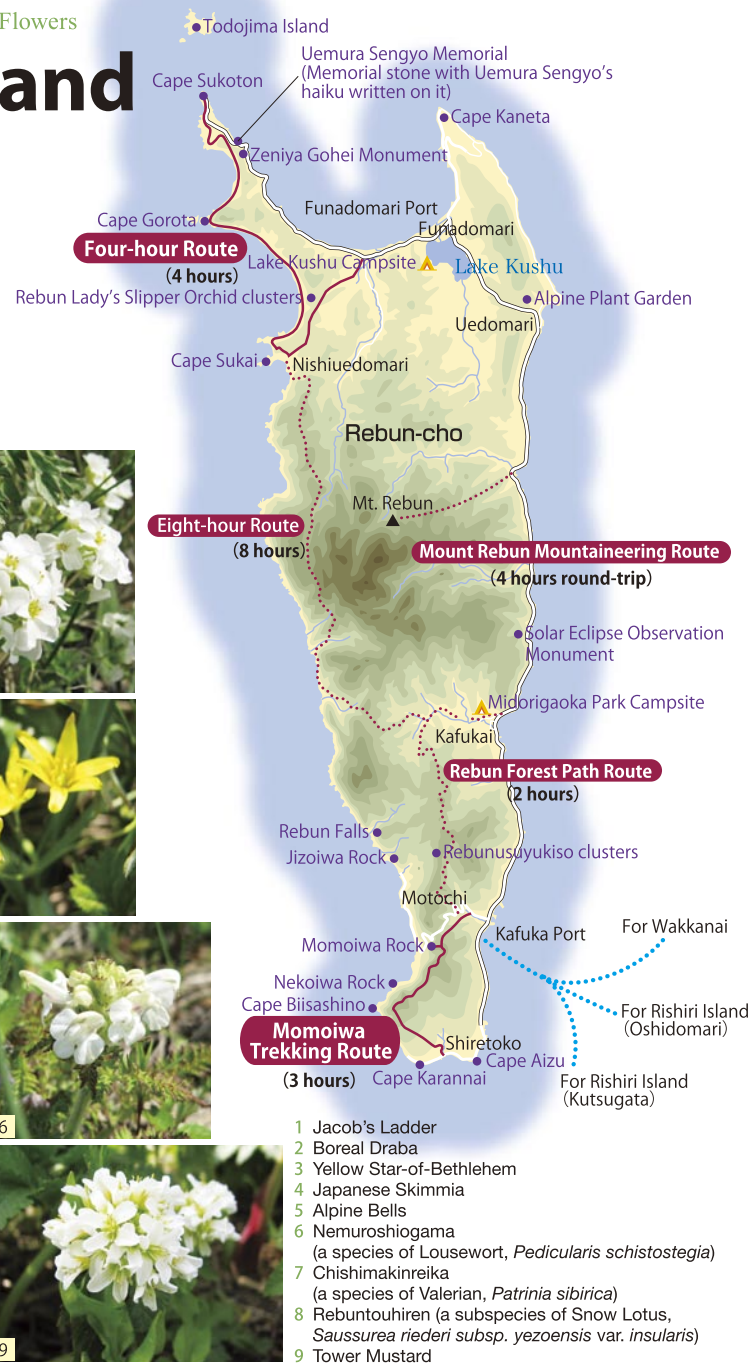 Flowers
and
Todojima Island
Uemura Sengyo Memorial
(Memorial stone with Uemura Sengyo's
haiku written on it)
Cape Sukoton
Cape Kaneta
Zeniya Gohei Monument
Funadomari Port
Cape Gorota
Funadomari
Four-hour Route
(4 hours)
Lake Kushu Campsite
Lake Kushu
Rebun Lady's Slipper Orchid clusters
Alpine Plant Garden
Uedomari
Cape Sukai
Nishiuedomari
Rebun-cho
Mt. Rebun
Eight-hour Route
(8 hours)
Mount Rebun Mountaineering Route
(4 hours round-trip)
Solar Eclipse Observation
Monument
Midorigaoka Park Campsite
Kafukai
Rebun Forest Path Route
(2 hours)
Rebun Falls
Jizoiwa Rock
Rebunusuyukiso clusters
Motochi
Momoiwa Rock
Kafuka Port
For Wakkanai
Nekoiwa Rock
Cape Biisashino
For Rishiri Island
(Oshidomari)
Momoiwa
Trekking Route
(3 hours)
Shiretoko
Cape Aizu
Cape Karannai
For Rishiri Island
(Kutsugata)
1 Jacob's Ladder
2 Boreal Draba
3 Yellow Star-of-Bethlehem
4 Japanese Skimmia
5 Alpine Bells
6 Nemuroshiogama
(a species of Lousewort, Pedicularis schistostegia)
7 Chishimakinreika
(a species of Valerian, Patrinia sibirica)
8 Rebuntouhiren (a subspecies of Snow Lotus,
Saussurea riederi subsp. yezoensis var. insularis)
9 Tower Mustard
6
9